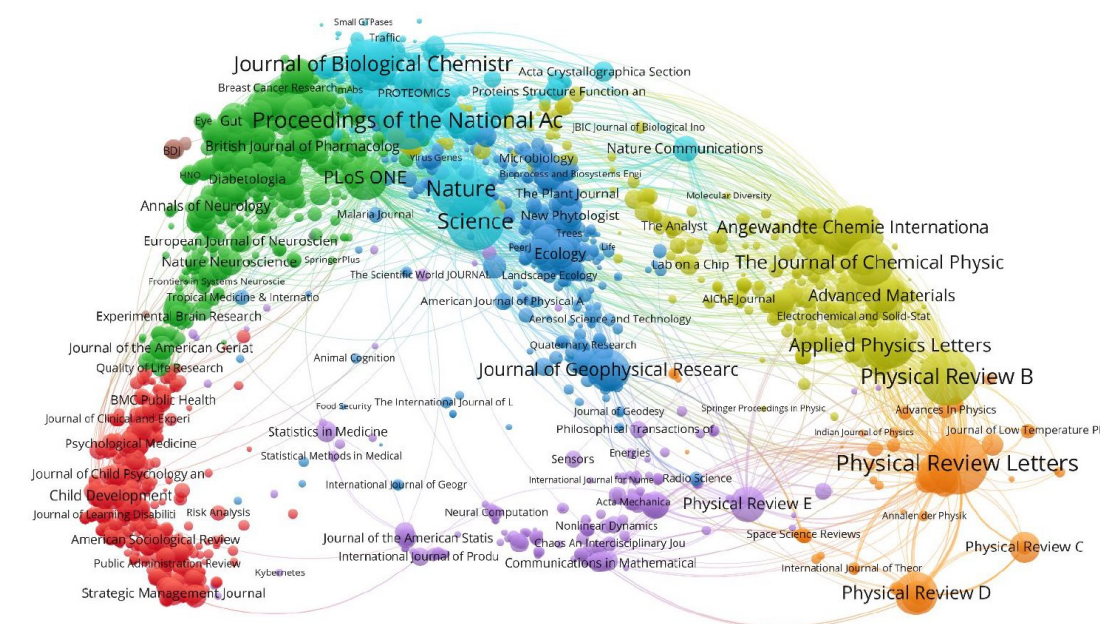 Small GTPases
Traffic
Journal of Biological Chemistr
Acta Crystallographica Section
Breast Cancer Research
mAbs
PROTEOMICS
Proteins Structure Function an
Eye
Gut
Proceedings of the National Ac
JBIC Journal of Biological Ino
BDJ
British Journal of Pharmacolog
Virus Genes
Microbiology
Nature Communications
HNO
Diabetologia
PLoS ONE
Nature
Bioprocess and Biosystems Engi
The Plant Journal
Molecular Diversity
Annals of Neurology
Malaria Journal
Science
New Phytologist
The Analyst
Angewandte Chemie Internationa
Trees
European Journal of Neuroscien
PeerJ
Life
Ecology
Nature Neuroscience
SpringerPlus
Lab on a Chip
The Journal of Chemical Physic
The Scientific World JOURNAL
Landscape Ecology
Frontiers in Systems Neuroscie
Tropical Medicine & Internatio
American Journal of Physical A
AIChE Journal
Advanced Materials
Experimental Brain Research
Aerosol Science and Technology
Electrochemical and Solid-Stat
Journal of the American Geriat
Quaternary Research
Applied Physics Letters
Animal Cognition
Quality of Life Research
Journal of Geophysical Researc
Physical Review B
BMC Public Health
Food Security
The International Journal of L
Journal of Geodesy
Springer Proceedings in Physic
Advances In Physics
Journal of Clinical and Experi
Statistics in Medicine
Philosophical Transactions of
Indian Journal of Physics
Journal of Low Temperature P
Psychological Medicine
Statistical Methods in Medical
Sensors
Energies
Physical Review Letters
Journal of Child Psychology an
International Journal of Geogr
International Journal for Nume
Radio Science
Child Development
Acta Mechanica
Physical Review E
Journal of Learning Disabiliti
Risk Analysis
Neural Computation
Annalen der Physik
Nonlinear Dynamics
American Sociological Review
Journal of the American Statis
Chaos An Interdisciplinary Jou
Space Science Reviews
Physical Review C
Public Administration Review
International Journal of Produ
Communications in Mathematical
International Journal of Theor
Kybernetes
Strategic Management Journal
Physical Review D